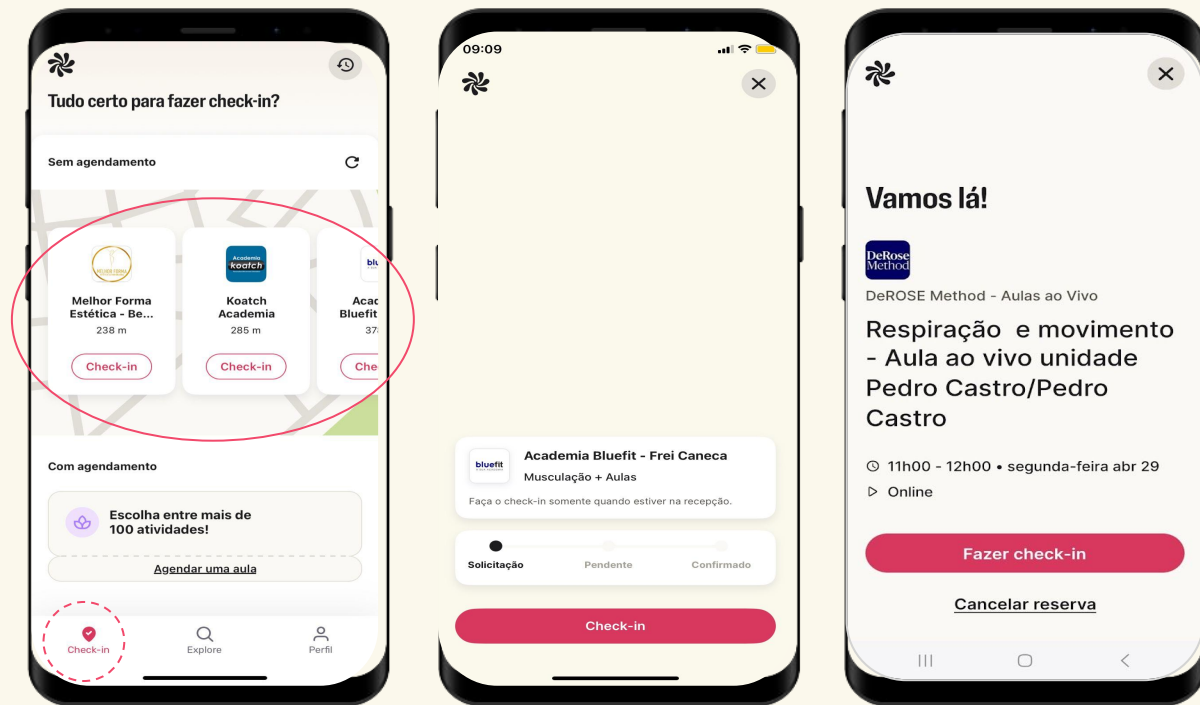 Tudo certo para fazer check-in?
Sem agendamento
MELHOR FORMA
Melhor Forma
Estética - Be...
238 m
Check-in
Academia
koatch
Koatch
Academia
285 m
Check-in
blu
Acad
Bluefit
37
Che
Com agendamento
Escolha entre mais de
100 atividades!
Agendar uma aula
Check-in
Explore
Perfil
09:09
bluefit
Academia Bluefit - Frei Caneca
Musculação + Aulas
Faça o check-in somente quando estiver na recepção.
Solicitação
Pendente
Confirmado
Check-in
Vamos lá!
DeRose
Method
DeROSE Method - Aulas ao Vivo
Respiração e movimento
- Aula ao vivo unidade
Pedro Castro/Pedro
Castro
11h00 - 12h00 • segunda-feira abr 29
Online
Fazer check-in
Cancelar reserva